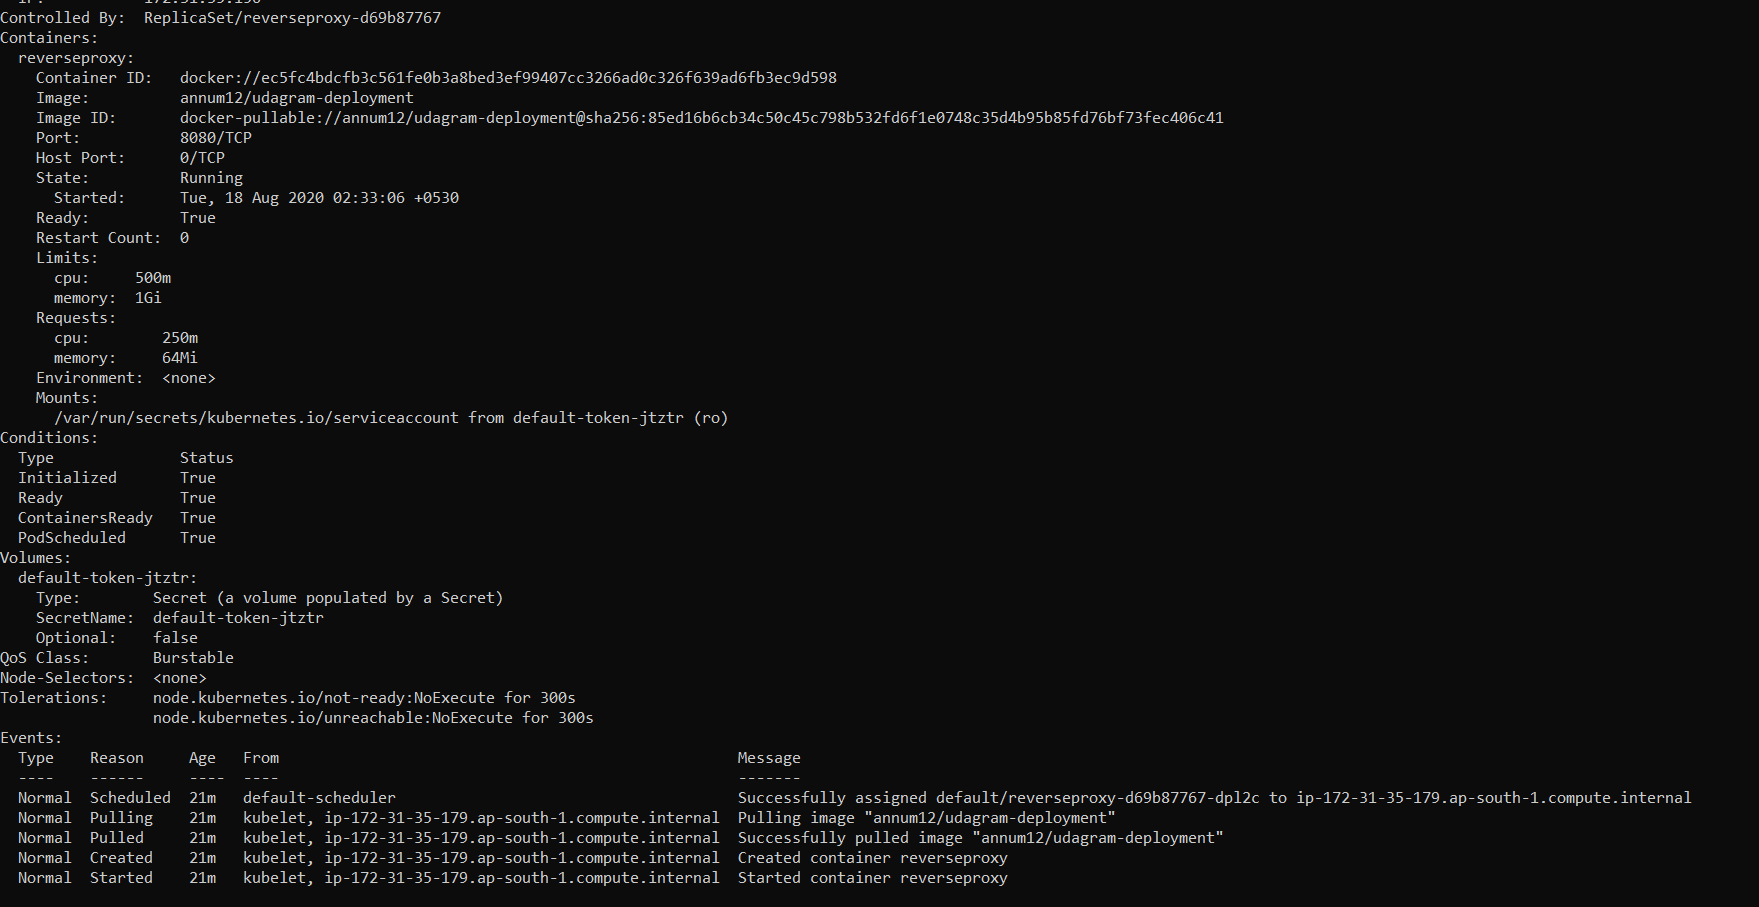 Controlled By:  ReplicaSet/reverseproxy-d69b87767
Containers:
  reverseproxy:
    Container ID:   docker://ec5fc4bdcfb3c561fe0b3a8bed3ef99407cc3266ad0c326f639ad6fb3ec9d598
    Image:          annum12/udagram-deployment
    Image ID:       docker-pullable://annum12/udagram-deployment@sha256:85ed16b6cb34c50c45c798b532fd6f1e0748c35d4b95b85fd76bf73fec406c41
    Port:           8080/TCP
    Host Port:      0/TCP
    State:          Running
      Started:      Tue, 18 Aug 2020 02:33:06 +0530
    Ready:          True
    Restart Count:  0
    Limits:
      cpu:     500m
      memory:  1Gi
    Requests:
      cpu:        250m
      memory:     64Mi
    Environment:  <none>
    Mounts:
      /var/run/secrets/kubernetes.io/serviceaccount from default-token-jtztr (ro)
Conditions:
  Type              Status
  Initialized       True
  Ready             True
  ContainersReady   True
  PodScheduled      True
Volumes:
  default-token-jtztr:
    Type:        Secret (a volume populated by a Secret)
    SecretName:  default-token-jtztr
    Optional:    false
QoS Class:       Burstable
Node-Selectors:  <none>
Tolerations:     node.kubernetes.io/not-ready:NoExecute for 300s
                 node.kubernetes.io/unreachable:NoExecute for 300s
Events:
  Type    Reason     Age   From                                                   Message
  ----    ------     ----  ----                                                   -------
  Normal  Scheduled  21m   default-scheduler                                      Successfully assigned default/reverseproxy-d69b87767-dpl2c to ip-172-31-35-179.ap-south-1.compute.internal
  Normal  Pulling    21m   kubelet, ip-172-31-35-179.ap-south-1.compute.internal  Pulling image "annum12/udagram-deployment"
  Normal  Pulled     21m   kubelet, ip-172-31-35-179.ap-south-1.compute.internal  Successfully pulled image "annum12/udagram-deployment"
  Normal  Created    21m   kubelet, ip-172-31-35-179.ap-south-1.compute.internal  Created container reverseproxy
  Normal  Started    21m   kubelet, ip-172-31-35-179.ap-south-1.compute.internal  Started container reverseproxy